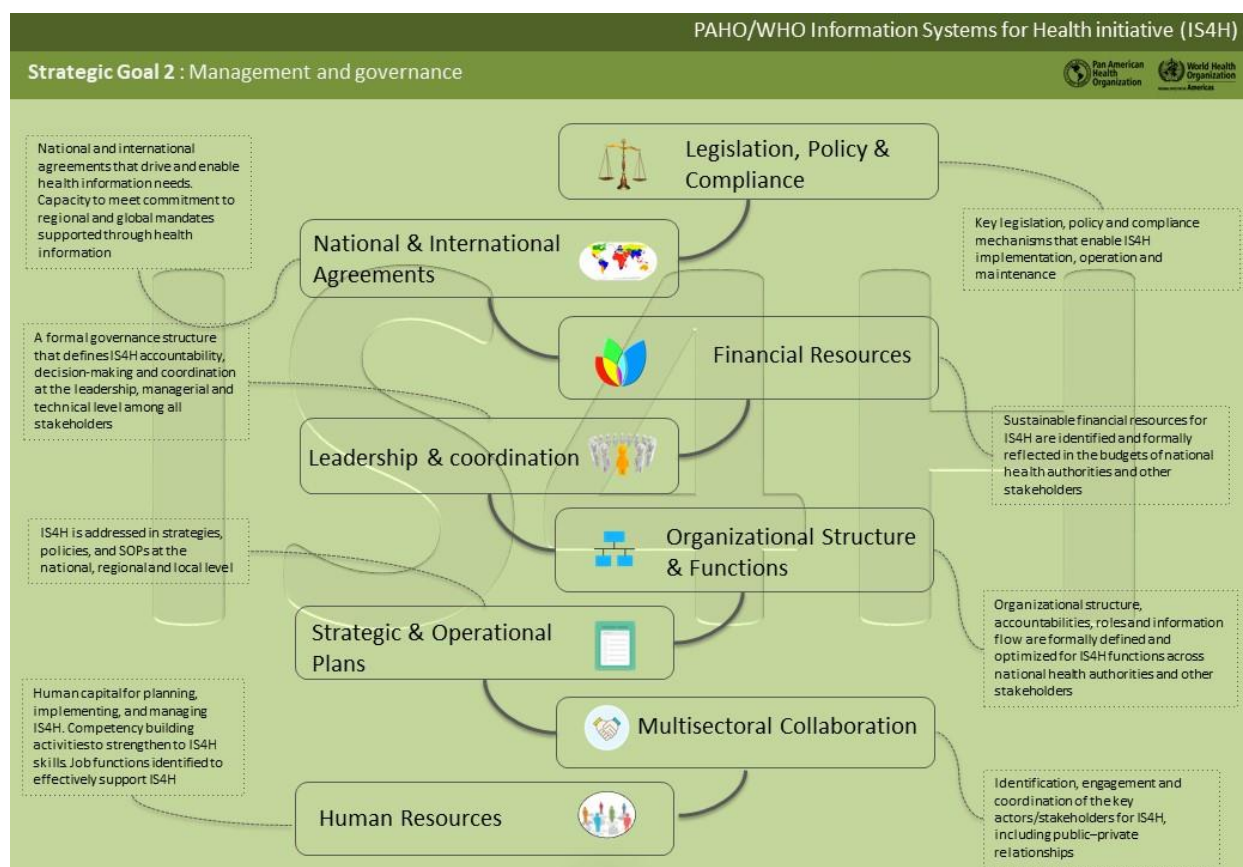 PAHO/WHO Information Systems for Health initiative (IS4H)
Strategic Goal 2 : Management and governance
Pan American
Health
Organization
World Health
Organization
Americas
Legislation, Policy &
Compliance
Key legislation, policy and compliance
mechanisms that enable IS4H
implementation, operation and
maintenance
National and international
agreements that drive and enable
health information needs.
Capacity to meet commitment to
regional and global mandates
supported through health
information
National & International
Agreements
Financial Resources
Sustainable financial resources for
IS4H are identified and formally
reflected in the budgets of national
health authorities and other
stakeholders
A formal governance structure
that defines IS4H accountability,
decision-making and coordination
at the leadership, managerial and
technical level among all
stakeholders
Leadership & coordination
Organizational Structure
& Functions
Organizational structure,
accountabilities, roles and information
flow are formally defined and
optimized for IS4H functions across
national health authorities and other
stakeholders
IS4H is addressed in strategies,
policies, and SOPs at the
national, regional and local level
Strategic & Operational
Plans
Multisectoral Collaboration
Identification, engagement and
coordination of the key
actors/stakeholders for IS4H,
including public–private
relationships
Human capital for planning,
implementing, and managing
IS4H. Competency building
activities to strengthen to IS4H
skills. Job functions identified to
effectively support IS4H
Human Resources
IS4H